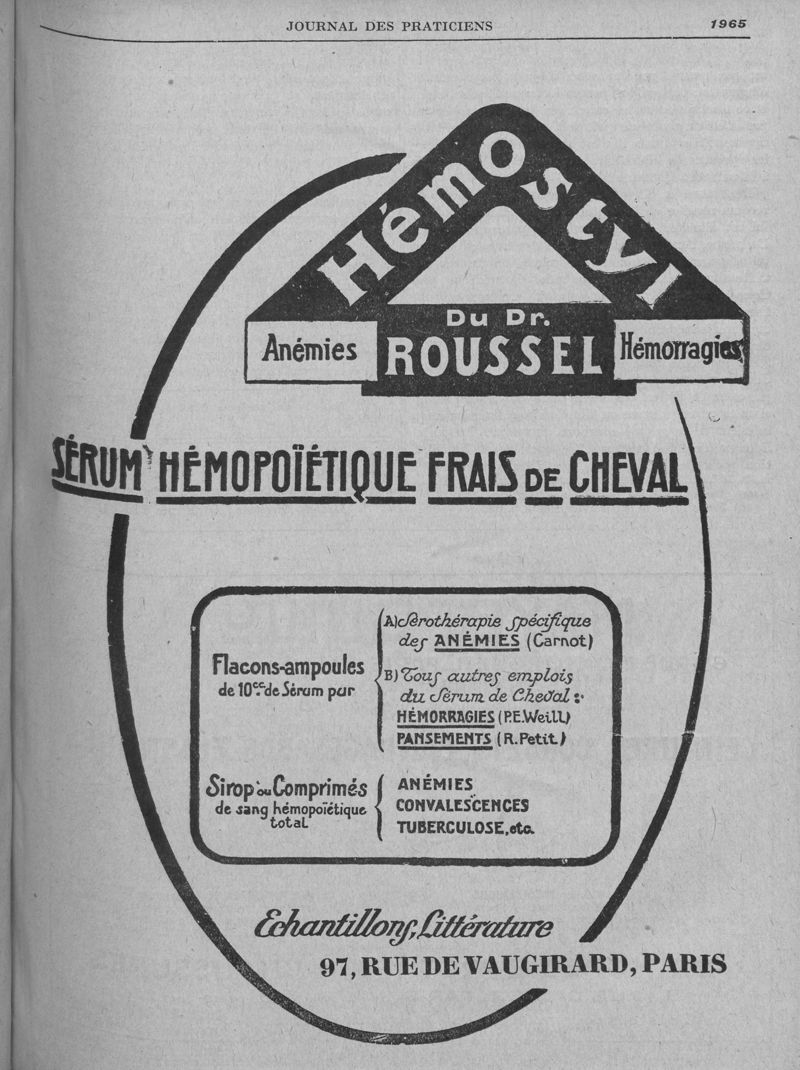 JOURNAL DES PRATICIENS
1965
Hémostyl
Du Dr.
Anémies
ROUSSEL
Hémorragies
SÉRUM HÉMOPOÏÉTIQUE FRAIS DE CHEVAL
Flacons-ampoules
de 10cc. de Sérum pur
A) Sérothérapie spécifique
des ANÉMIES (Carnot)
B) Tous autres emplois
du Sérum de Cheval :
HÉMORRAGIES (P.E.Weill)
PANSEMENTS (R.Petit)
Sirop ou Comprimés
de sang hémopoïétique
total
ANÉMIES
CONVALESCENCES
TUBERCULOSE, etc.
Echantillons, Littérature
97, RUE DE VAUGIRARD, PARIS